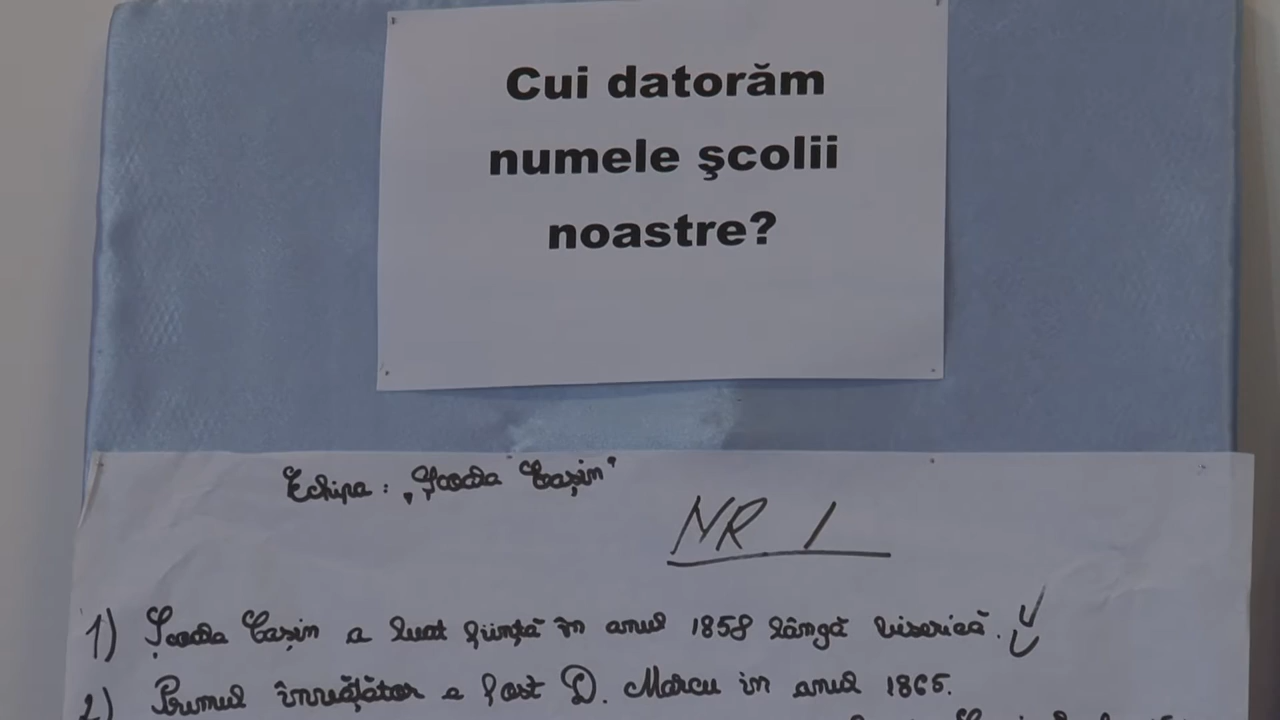 Cui datorăm
numele şcolii
noastre?
Echipa: „Școala Cașin"
NR 1
1) Școala Cașin a luat ființă în anul 1858 lângă biserică.
2) Primul învățător a fost D. Marcu in anul 1865.